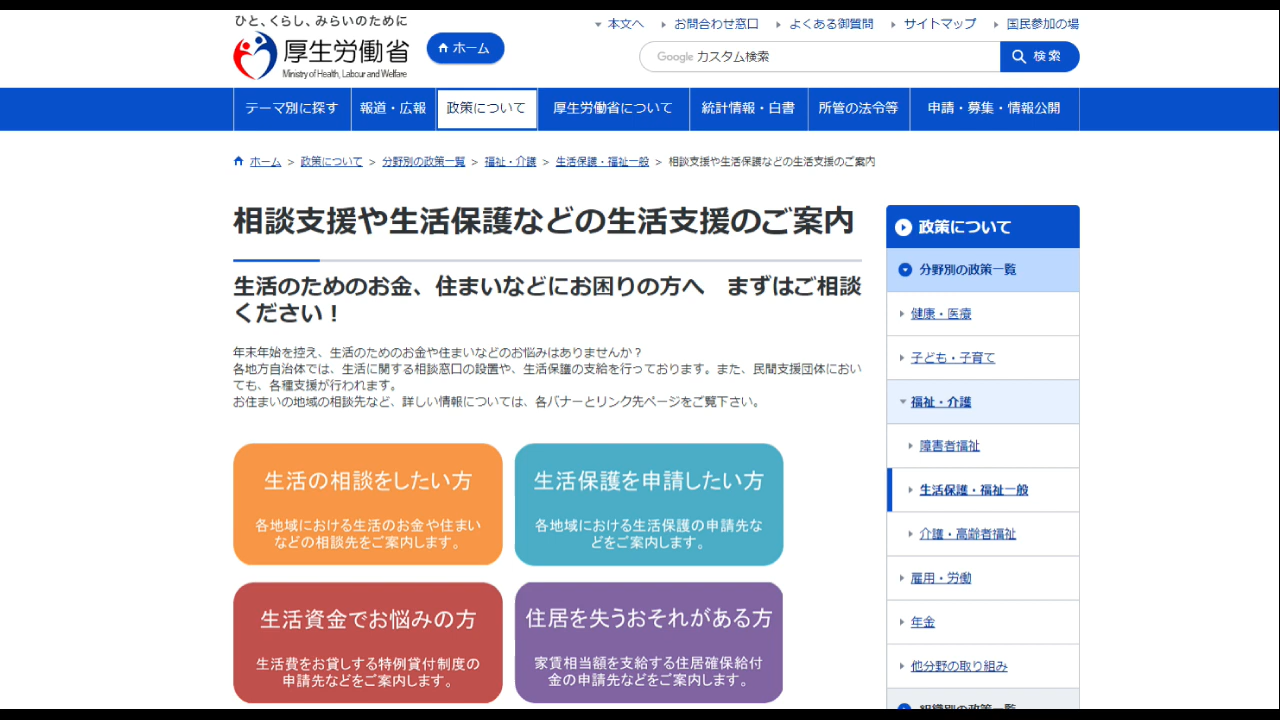 ひと、くらし、みらいのために
厚生労働省
Ministry of Health, Labour and Welfare
ホーム
本文へ
お問合わせ窓口
よくある御質問
サイトマップ
国民参加の場
Google カスタム検索
検索
テーマ別に探す
報道・広報
政策について
厚生労働省について
統計情報・白書
所管の法令等
申請・募集・情報公開
ホーム > 政策について > 分野別の政策一覧 > 福祉・介護 > 生活保護・福祉一般 > 相談支援や生活保護などの生活支援のご案内
相談支援や生活保護などの生活支援のご案内
生活のためのお金、住まいなどにお困りの方へ　まずはご相談
ください！
年末年始を控え、生活のためのお金や住まいなどのお悩みはありませんか？
各地方自治体では、生活に関する相談窓口の設置や、生活保護の支給を行っております。また、民間支援団体におい
ても、各種支援が行われます。
お住まいの地域の相談先など、詳しい情報については、各バナーとリンク先ページをご覧下さい。
生活の相談をしたい方
各地域における生活のお金や住まい
などの相談先をご案内します。
生活保護を申請したい方
各地域における生活保護の申請先な
どをご案内します。
生活資金でお悩みの方
生活費をお貸しする特例貸付制度の
申請先などをご案内します。
住居を失うおそれがある方
家賃相当額を支給する住居確保給付
金の申請先などをご案内します。
政策について
分野別の政策一覧
健康・医療
子ども・子育て
福祉・介護
障害者福祉
生活保護・福祉一般
介護・高齢者福祉
雇用・労働
年金
他分野の取り組み
組織別の政策一覧